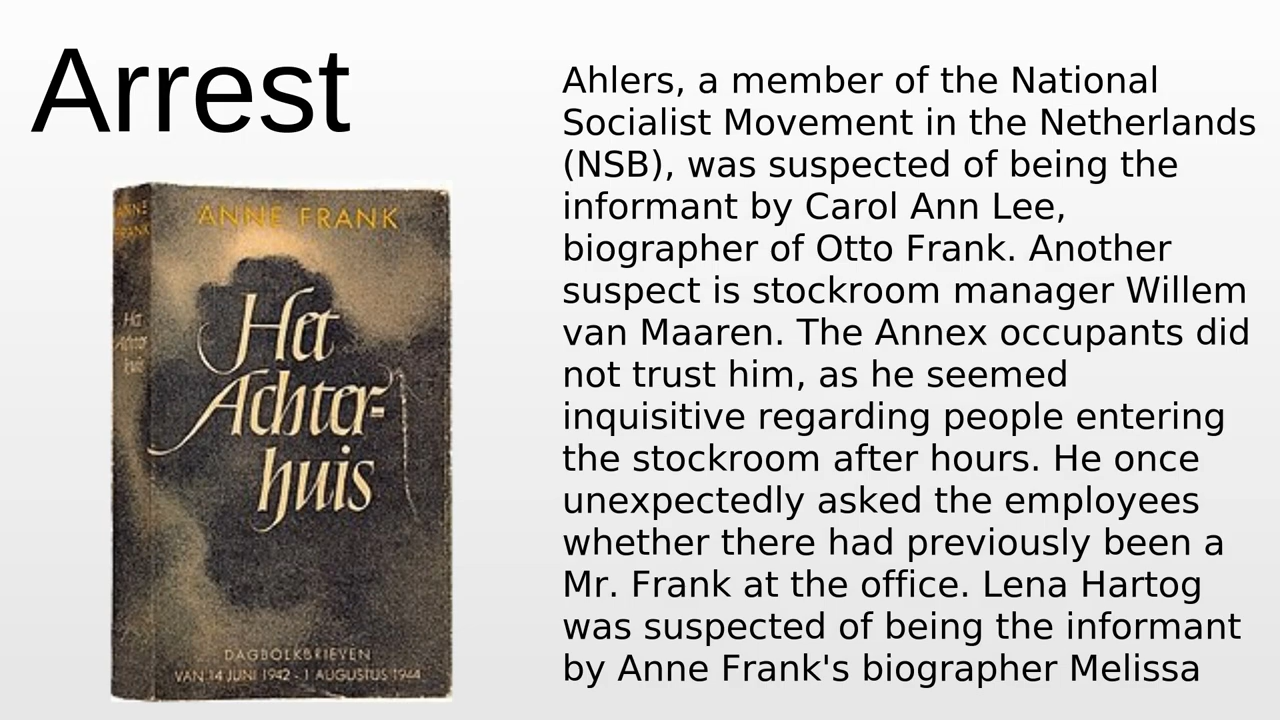 Arrest
Ahlers, a member of the National
Socialist Movement in the Netherlands
(NSB), was suspected of being the
informant by Carol Ann Lee,
biographer of Otto Frank. Another
suspect is stockroom manager Willem
van Maaren. The Annex occupants did
not trust him, as he seemed
inquisitive regarding people entering
the stockroom after hours. He once
unexpectedly asked the employees
whether there had previously been a
Mr. Frank at the office. Lena Hartog
was suspected of being the informant
by Anne Frank's biographer Melissa
ANNE
FRANK
Het
Achter
huis
ANNE FRANK
Het
Achter=
huis
DAGBOEKBRIEVEN
VAN 14 JUNI 1942 - 1 AUGUSTUS 1944